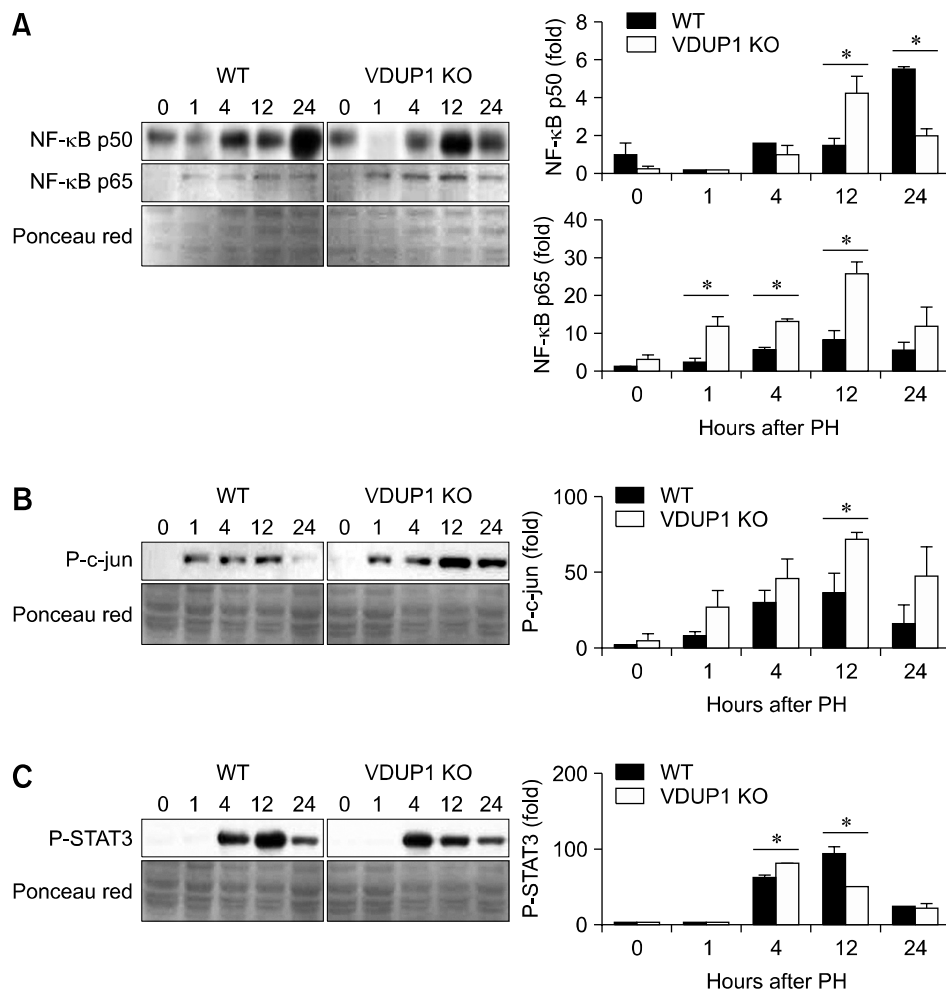 A
WT VDUP1 KO
0 1 4 12 24 0 1 4 12 24
NF-κB p50
NF-κB p65
Ponceau red
WT
VDUP1 KO
NF-κB p50 (fold)
8
6
4
2
0
* *
0 1 4 12 24
NF-κB p65 (fold)
40
30
20
10
0
* * *
0 1 4 12 24
Hours after PH
B
WT VDUP1 KO
0 1 4 12 24 0 1 4 12 24
P-c-jun
Ponceau red
WT
VDUP1 KO
P-c-jun (fold)
100
50
0
*
0 1 4 12 24
Hours after PH
C
WT VDUP1 KO
0 1 4 12 24 0 1 4 12 24
P-STAT3
Ponceau red
WT
VDUP1 KO
P-STAT3 (fold)
200
100
0
* *
0 1 4 12 24
Hours after PH